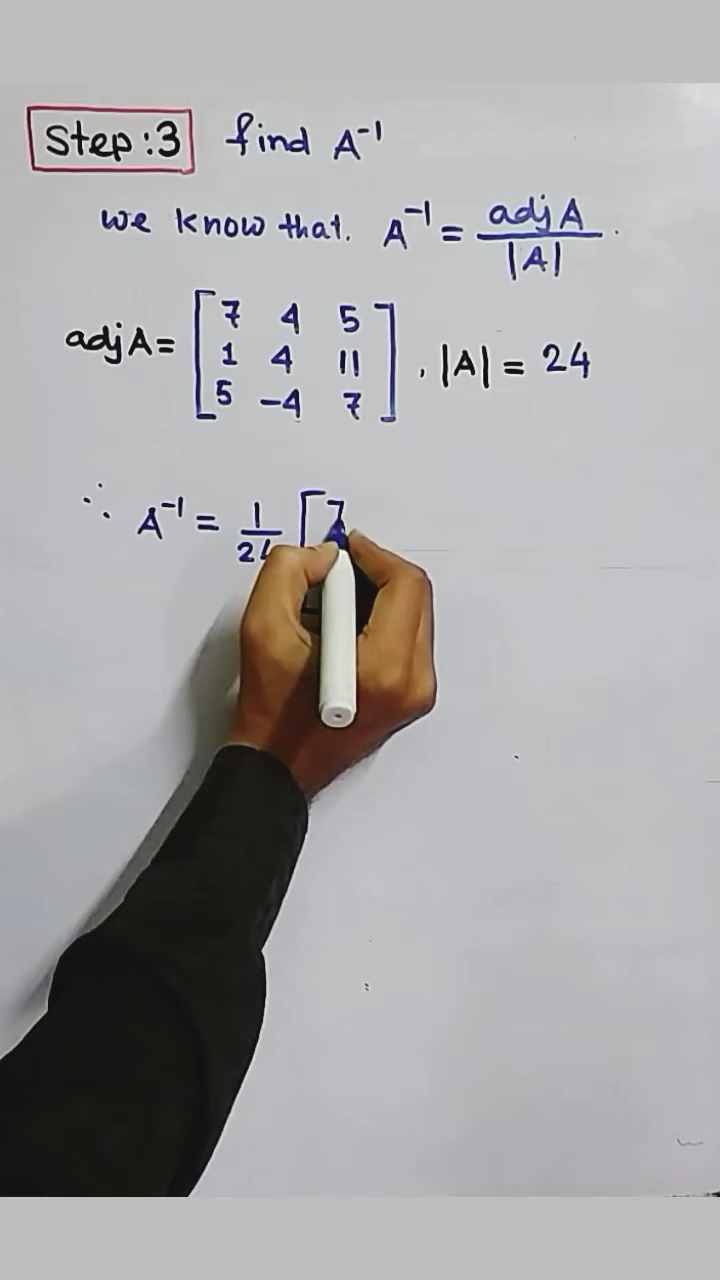 Step:3 find A⁻¹
we know that. A⁻¹ = adj A / |A| .
adj A = [ 7 4 5
1 4 11
5 -4 7 ] , |A| = 24
∴ A⁻¹ = 1/24 [ 7